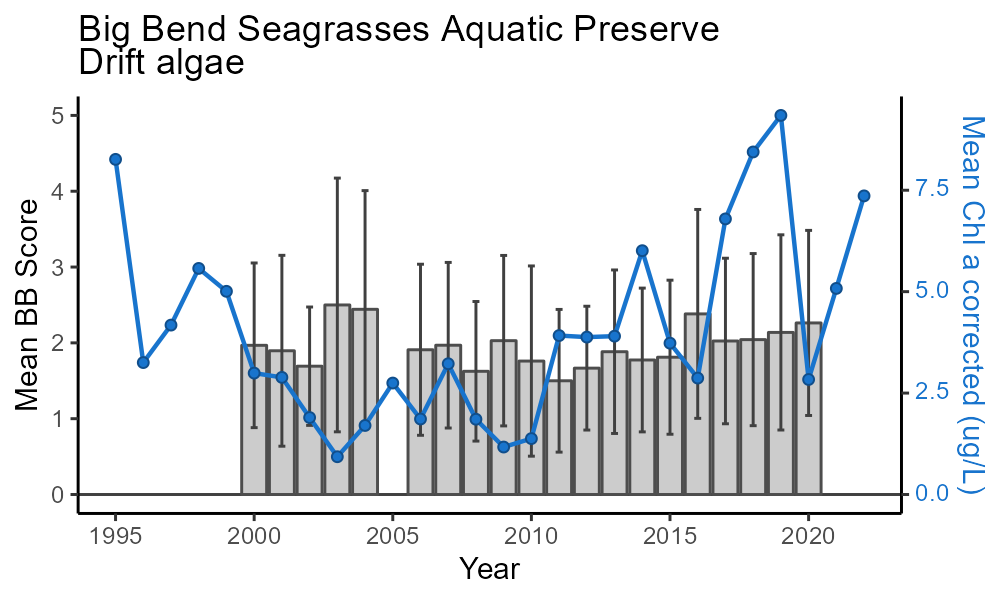 Big Bend Seagrasses Aquatic Preserve
Drift algae
Mean BB Score
5
4
3
2
1
0
7.5
5.0
2.5
0.0
Mean Chl a corrected (ug/L)
1995 2000 2005 2010 2015 2020
Year